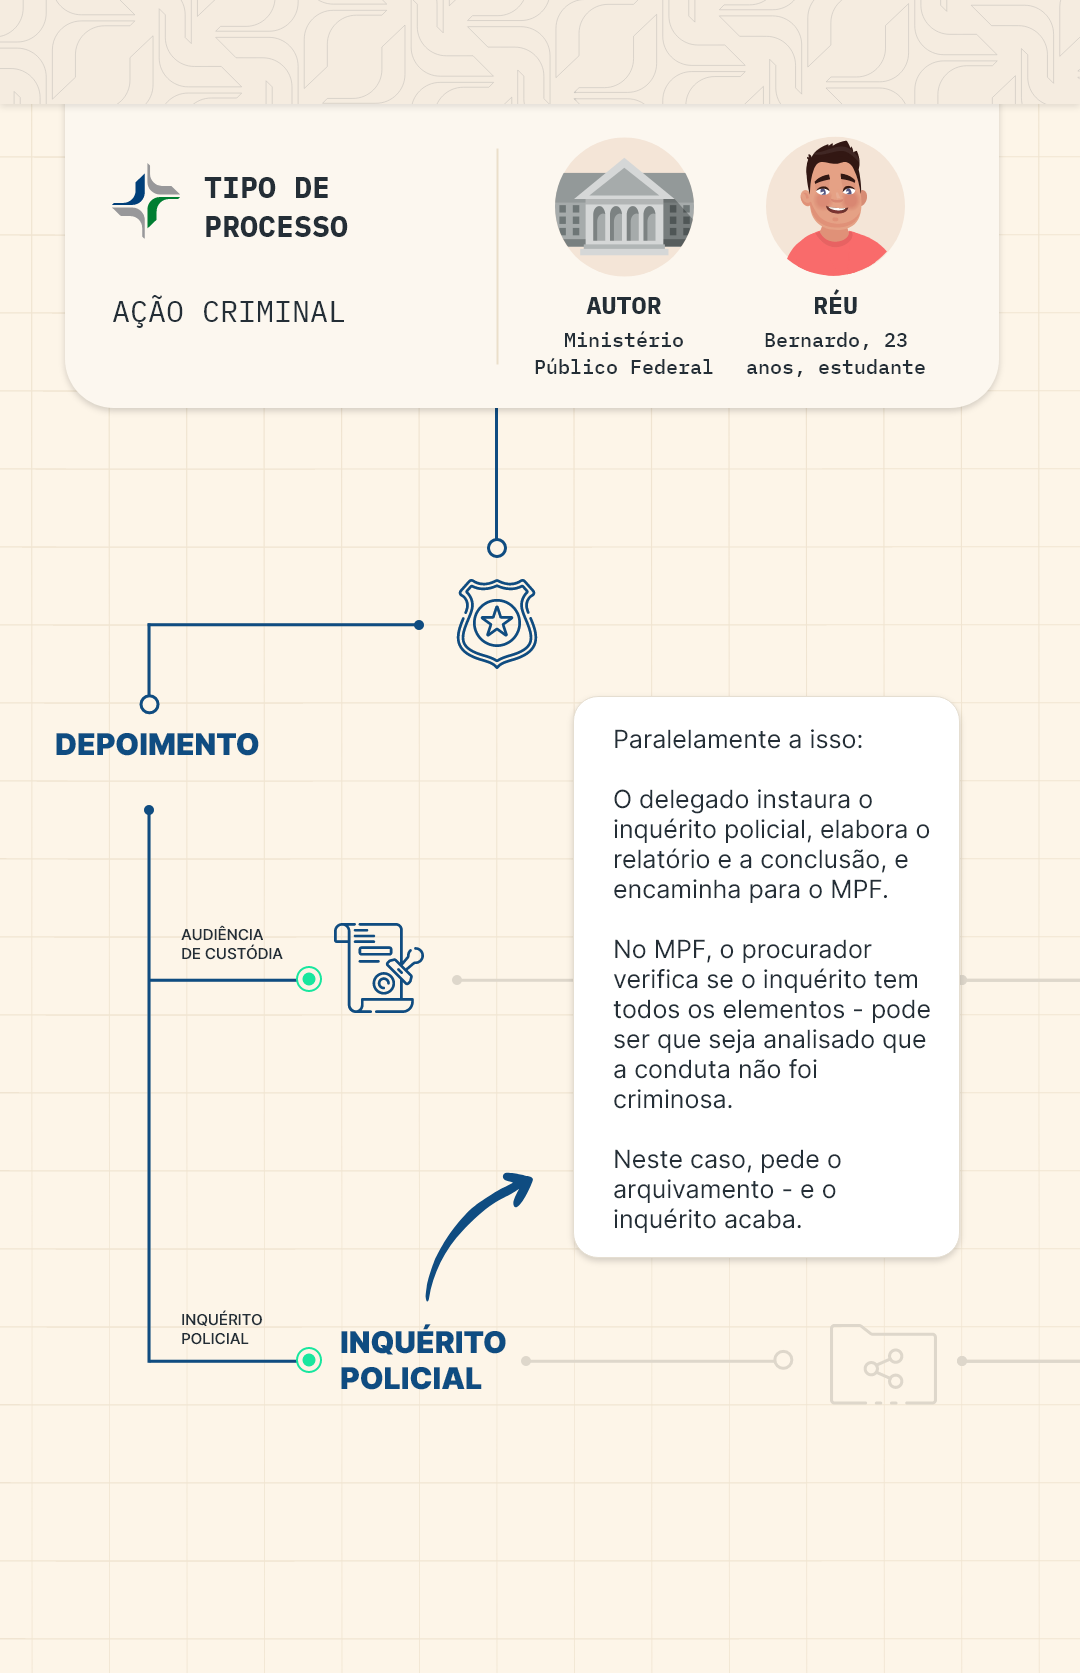 TIPO DE
PROCESSO
AÇÃO CRIMINAL
AUTOR
Ministério
Público Federal
RÉU
Bernardo, 23
anos, estudante
DEPOIMENTO
Paralelamente a isso:
O delegado instaura o
inquérito policial, elabora o
relatório e a conclusão, e
encaminha para o MPF.
No MPF, o procurador
verifica se o inquérito tem
todos os elementos - pode
ser que seja analisado que
a conduta não foi
criminosa.
Neste caso, pede o
arquivamento - e o
inquérito acaba.
AUDIÊNCIA
DE CUSTÓDIA
INQUÉRITO
POLICIAL
INQUÉRITO
POLICIAL